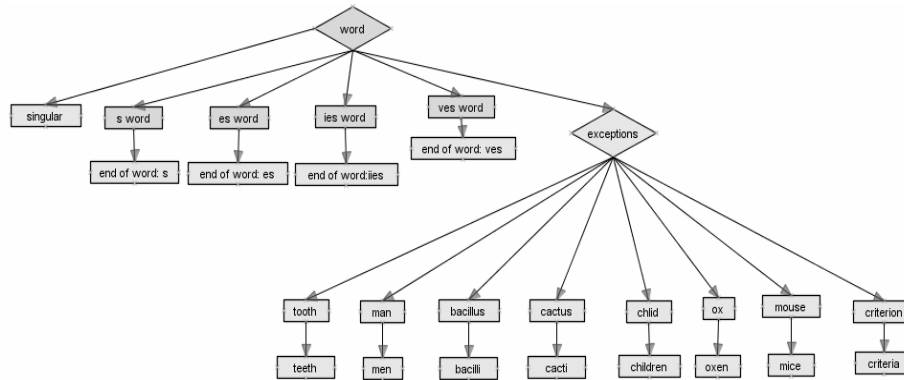 word
singular
s word
es word
ies word
ves word
exceptions
end of word: s
end of word: es
end of word:iies
end of word: ves
tooth
man
bacillus
cactus
chlid
ox
mouse
criterion
teeth
men
bacilli
cacti
children
oxen
mice
criteria